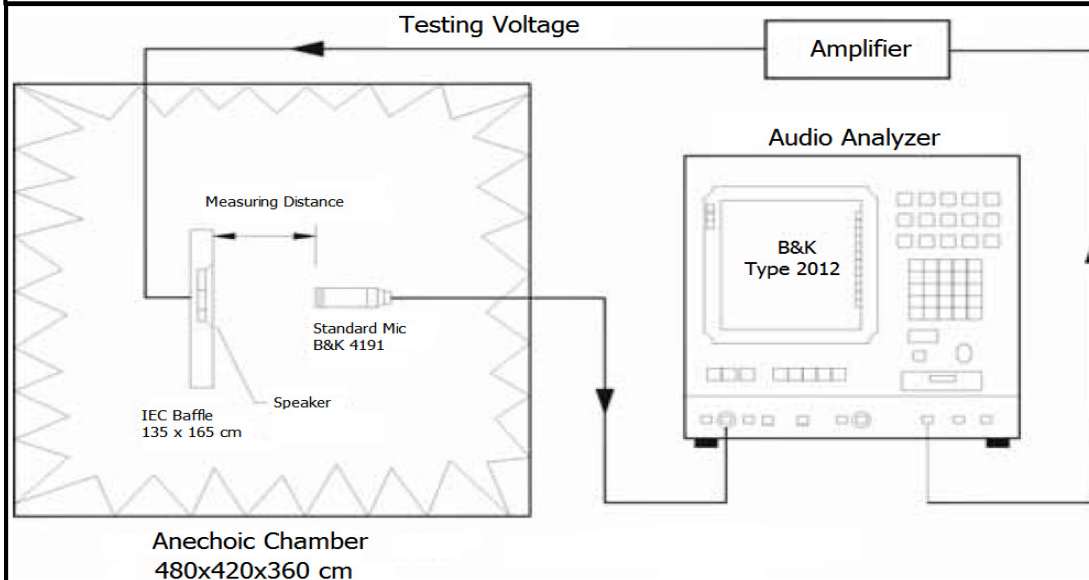 Testing Voltage
Amplifier
Audio Analyzer
Measuring Distance
B&K
Type 2012
Standard Mic
B&K 4191
Speaker
IEC Baffle
135 x 165 cm
Anechoic Chamber
480x420x360 cm